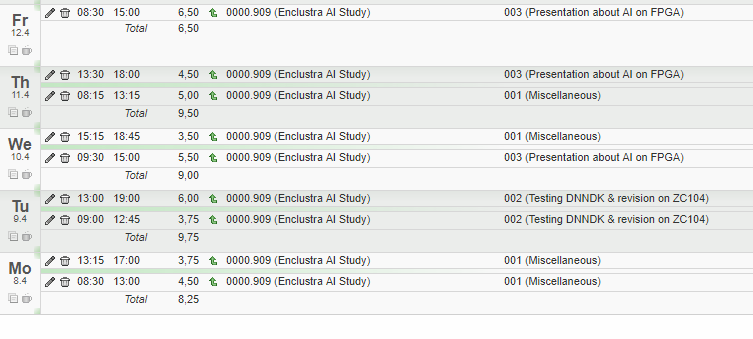 Fr 08:30 15:00 6,50 0000.909 (Enclustra AI Study) 003 (Presentation about AI on FPGA)
12.4 Total 6,50
Th 13:30 18:00 4,50 0000.909 (Enclustra AI Study) 003 (Presentation about AI on FPGA)
11.4 08:15 13:15 5,00 0000.909 (Enclustra AI Study) 001 (Miscellaneous)
Total 9,50
We 15:15 18:45 3,50 0000.909 (Enclustra AI Study) 001 (Miscellaneous)
10.4 09:30 15:00 5,50 0000.909 (Enclustra AI Study) 003 (Presentation about AI on FPGA)
Total 9,00
Tu 13:00 19:00 6,00 0000.909 (Enclustra AI Study) 002 (Testing DNNDK & revision on ZC104)
9.4 09:00 12:45 3,75 0000.909 (Enclustra AI Study) 002 (Testing DNNDK & revision on ZC104)
Total 9,75
Mo 13:15 17:00 3,75 0000.909 (Enclustra AI Study) 001 (Miscellaneous)
8.4 08:30 13:00 4,50 0000.909 (Enclustra AI Study) 001 (Miscellaneous)
Total 8,25